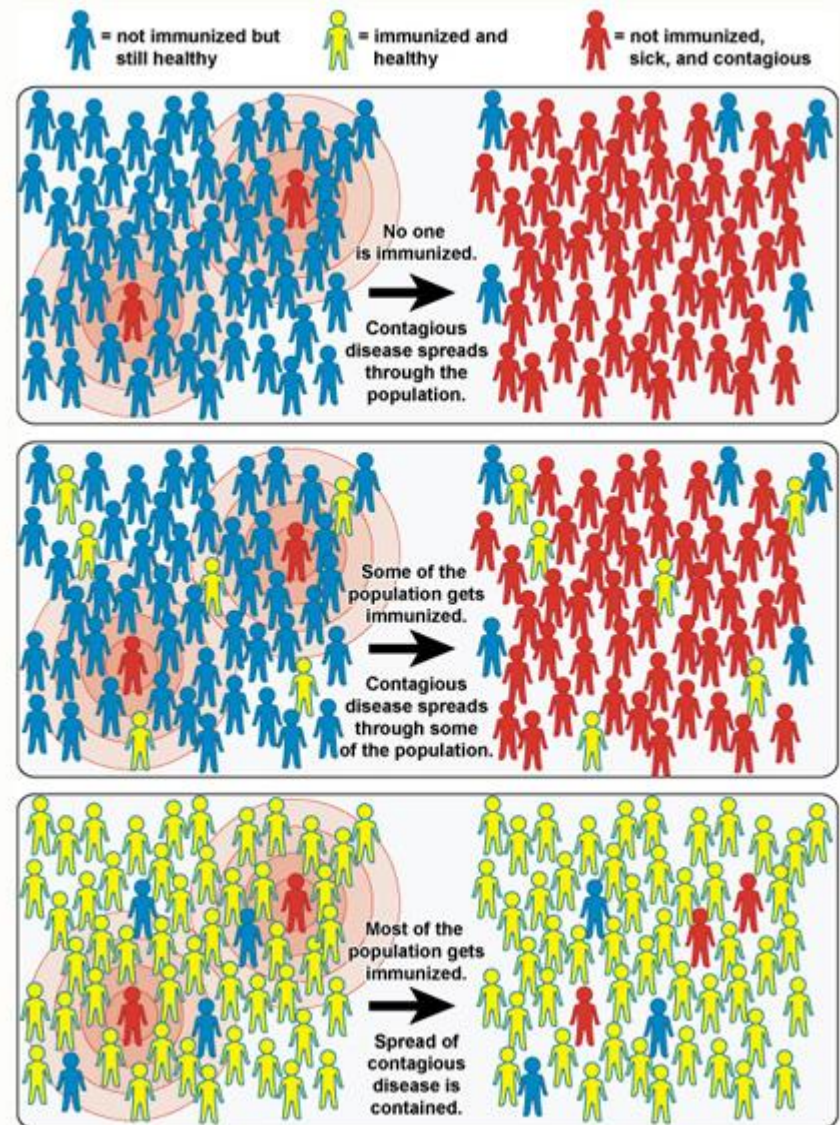 = not immunized but
still healthy
= immunized and
healthy
= not immunized,
sick, and contagious
No one
is immunized.
Contagious
disease spreads
through the
population.
Some of the
population gets
immunized.
Contagious
disease spreads
through some
of the population.
Most of the
population gets
immunized.
Spread of
contagious
disease is
contained.